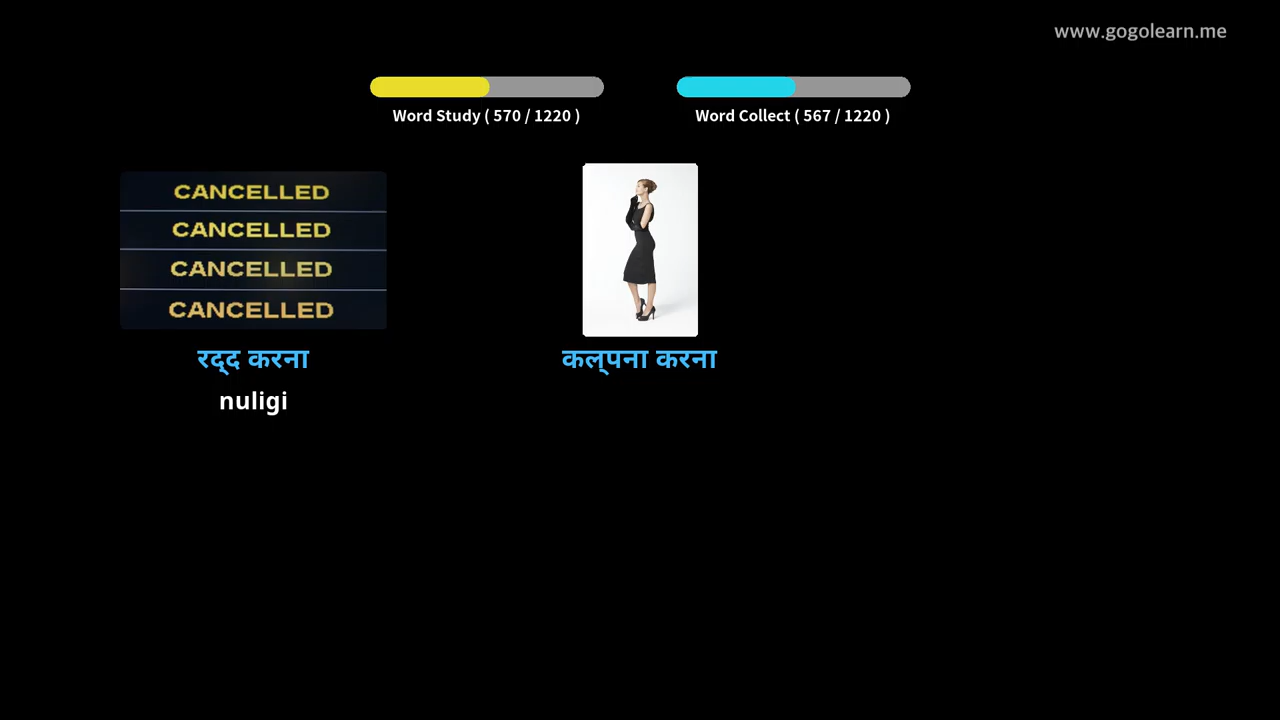 www.gogolearn.me
Word Study ( 570 / 1220 )
Word Collect ( 567 / 1220 )
CANCELLED
CANCELLED
CANCELLED
CANCELLED
रद्द करना
कल्पना करना
nuligi